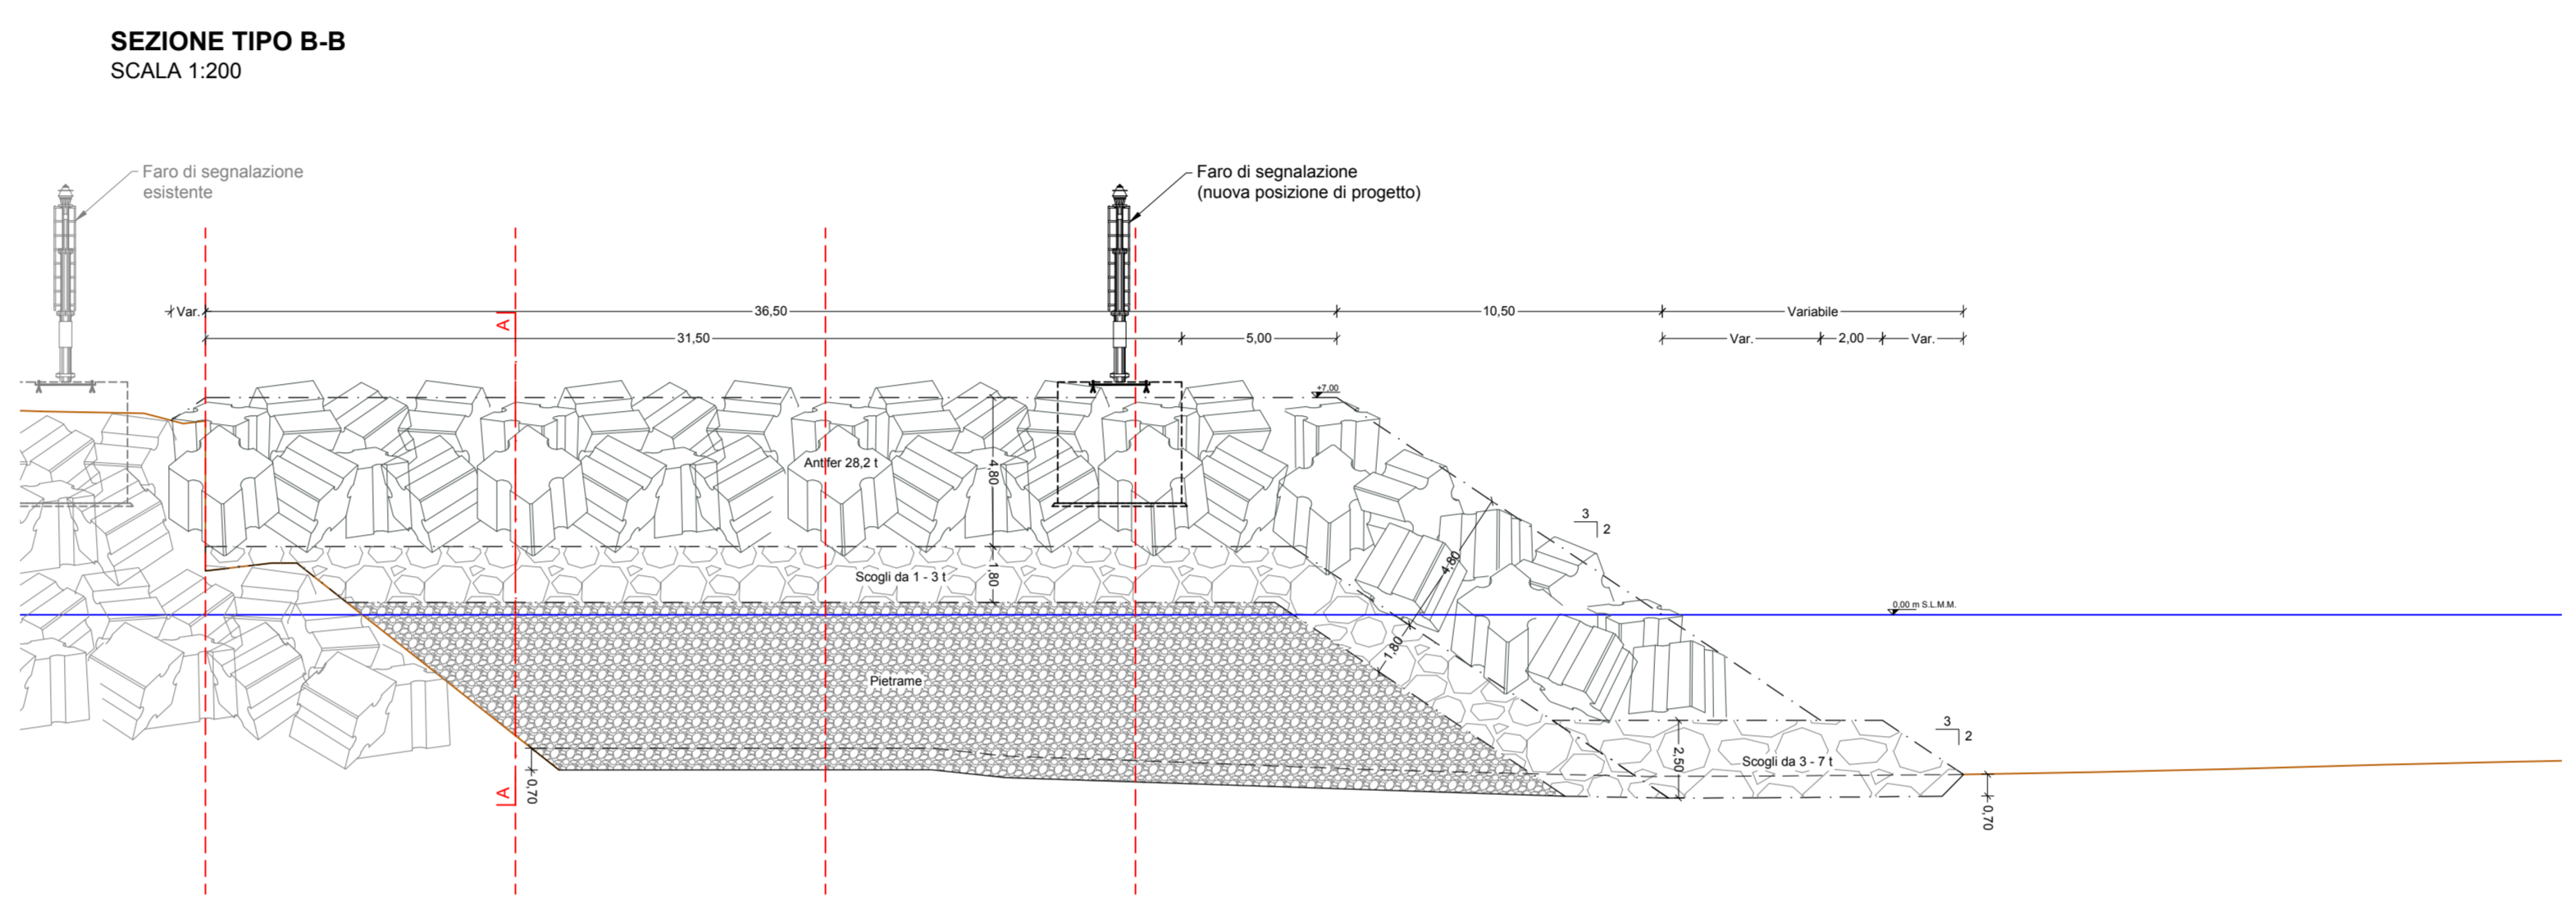 SEZIONE TIPO B-B
SCALA 1:200
Faro di segnalazione
esistente
Faro di segnalazione
(nuova posizione di progetto)
Var.
36,50
10,50
Variabile
A
31,50
5,00
Var.
2,00
Var.
+7.00
Antifer 28,2 t
4,80
3
2
4,80
Scogli da 1 - 3 t
1,80
0,00 m S.L.M.M.
1,80
Pietrame
3
2
2,50
Scogli da 3 - 7 t
A
0,70
0,70